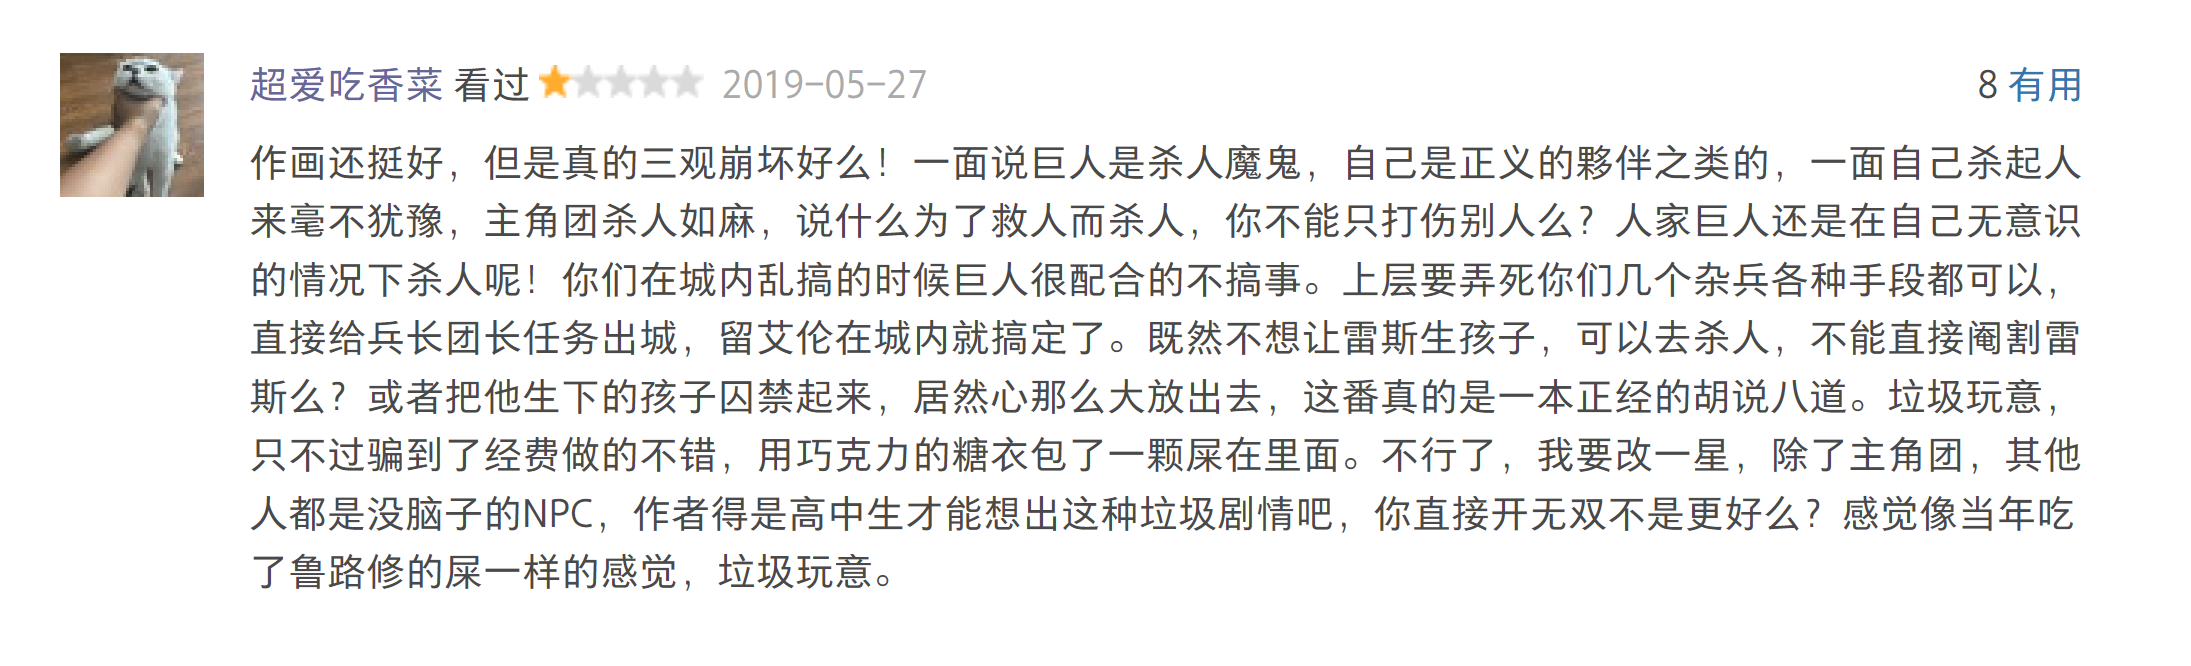 超爱吃香菜 看过 2019-05-27 8 有用
作画还挺好，但是真的三观崩坏好么！一面说巨人是杀人魔鬼，自己是正义的夥伴之类的，一面自己杀起人
来毫不犹豫，主角团杀人如麻，说什么为了救人而杀人，你不能只打伤别人么？人家巨人还是在自己无意识
的情况下杀人呢！你们在城内乱搞的时候巨人很配合的不搞事。上层要弄死你们几个杂兵各种手段都可以，
直接给兵长团长任务出城，留艾伦在城内就搞定了。既然不想让雷斯生孩子，可以去杀人，不能直接阉割雷
斯么？或者把他生下的孩子囚禁起来，居然心那么大放出去，这番真的是一本正经的胡说八道。垃圾玩意，
只不过骗到了经费做的不错，用巧克力的糖衣包了一颗屎在里面。不行了，我要改一星，除了主角团，其他
人都是没脑子的NPC，作者得是高中生才能想出这种垃圾剧情吧，你直接开无双不是更好么？感觉像当年吃
了鲁路修的屎一样的感觉，垃圾玩意。